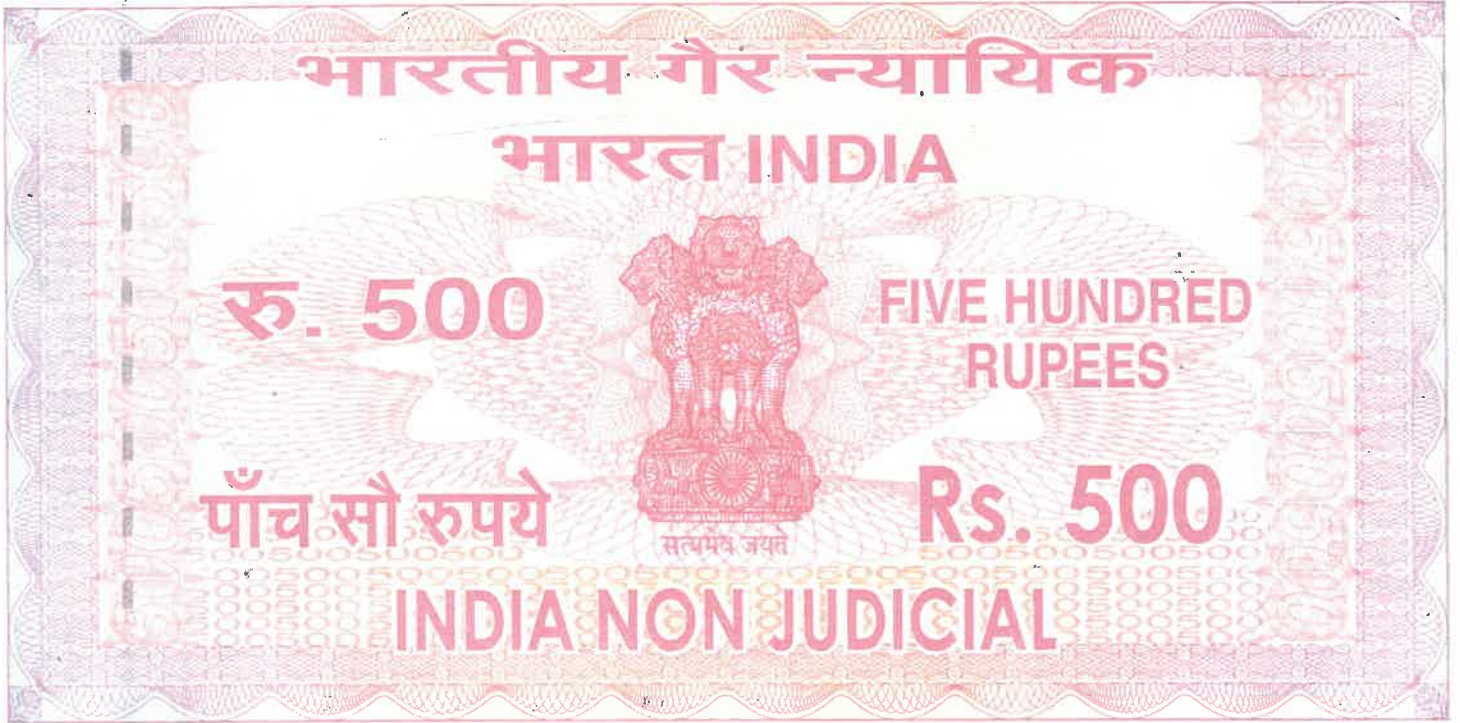 भारतीय गैर न्यायिक
भारत INDIA
रु. 500
FIVE HUNDRED
RUPEES
पाँच सौ रुपये
Rs. 500
सत्यमेव जयते
INDIA NON JUDICIAL